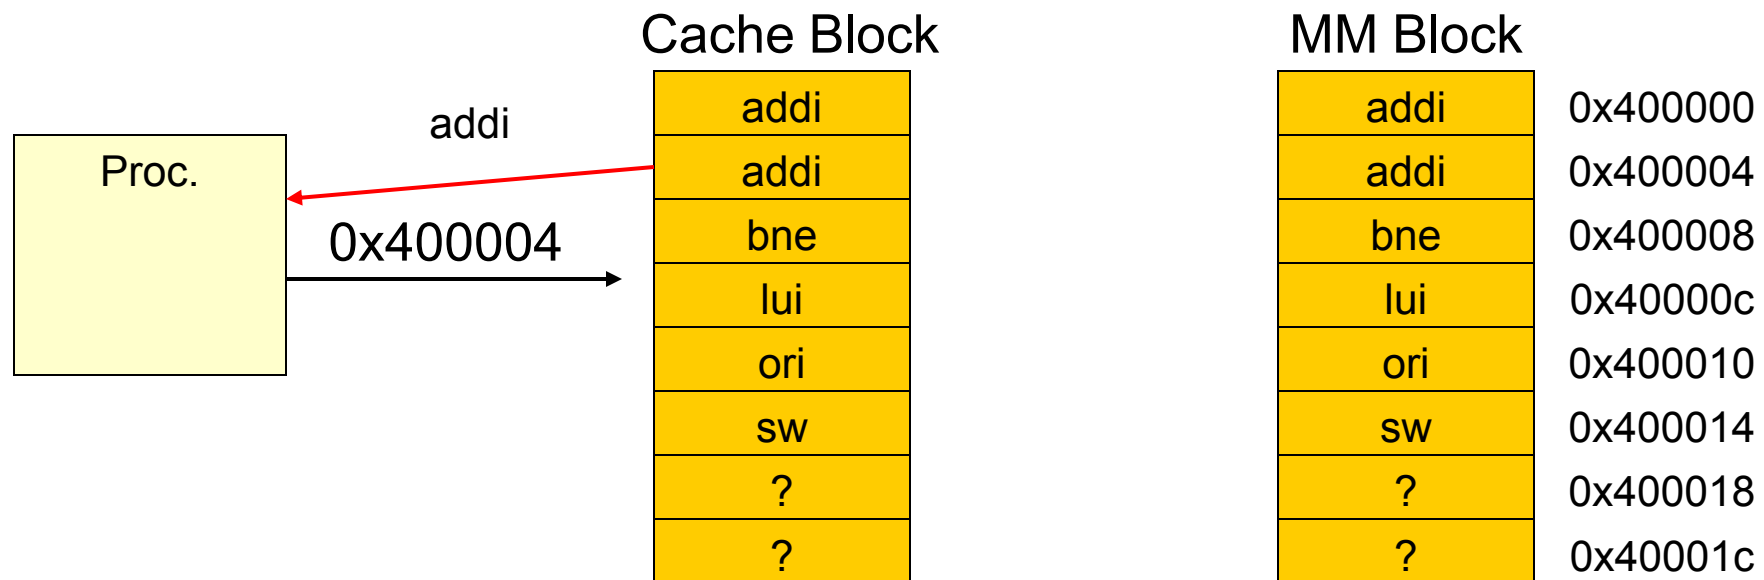 Cache Block
MM Block
addi
Proc.
0x400004
addi
addi
bne
lui
ori
sw
?
?
addi 0x400000
addi 0x400004
bne 0x400008
lui 0x40000c
ori 0x400010
sw 0x400014
? 0x400018
? 0x40001c